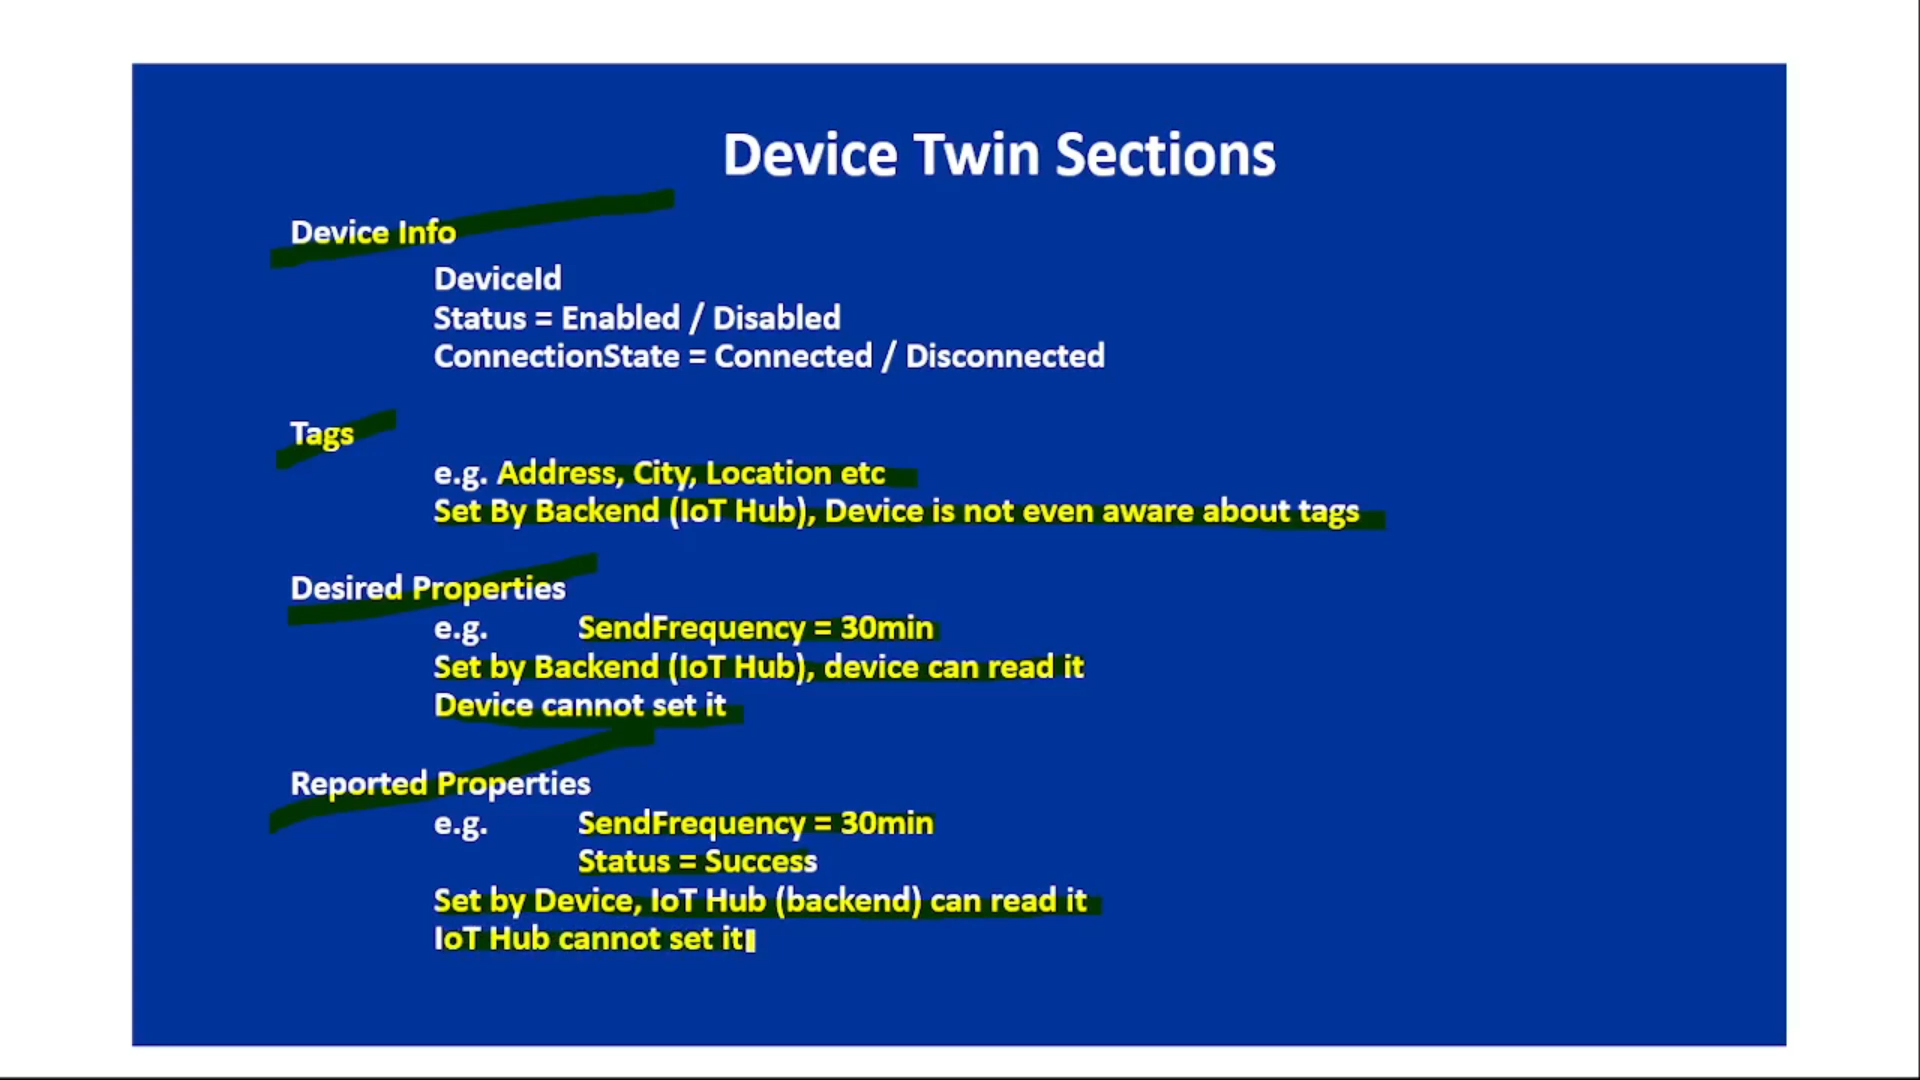 Device Twin Sections
Device Info
DeviceId
Status = Enabled / Disabled
ConnectionState = Connected / Disconnected
Tags
e.g. Address, City, Location etc
Set By Backend (IoT Hub), Device is not even aware about tags
Desired Properties
e.g. SendFrequency = 30min
Set by Backend (IoT Hub), device can read it
Device cannot set it
Reported Properties
e.g. SendFrequency = 30min
Status = Success
Set by Device, IoT Hub (backend) can read it
IoT Hub cannot set it